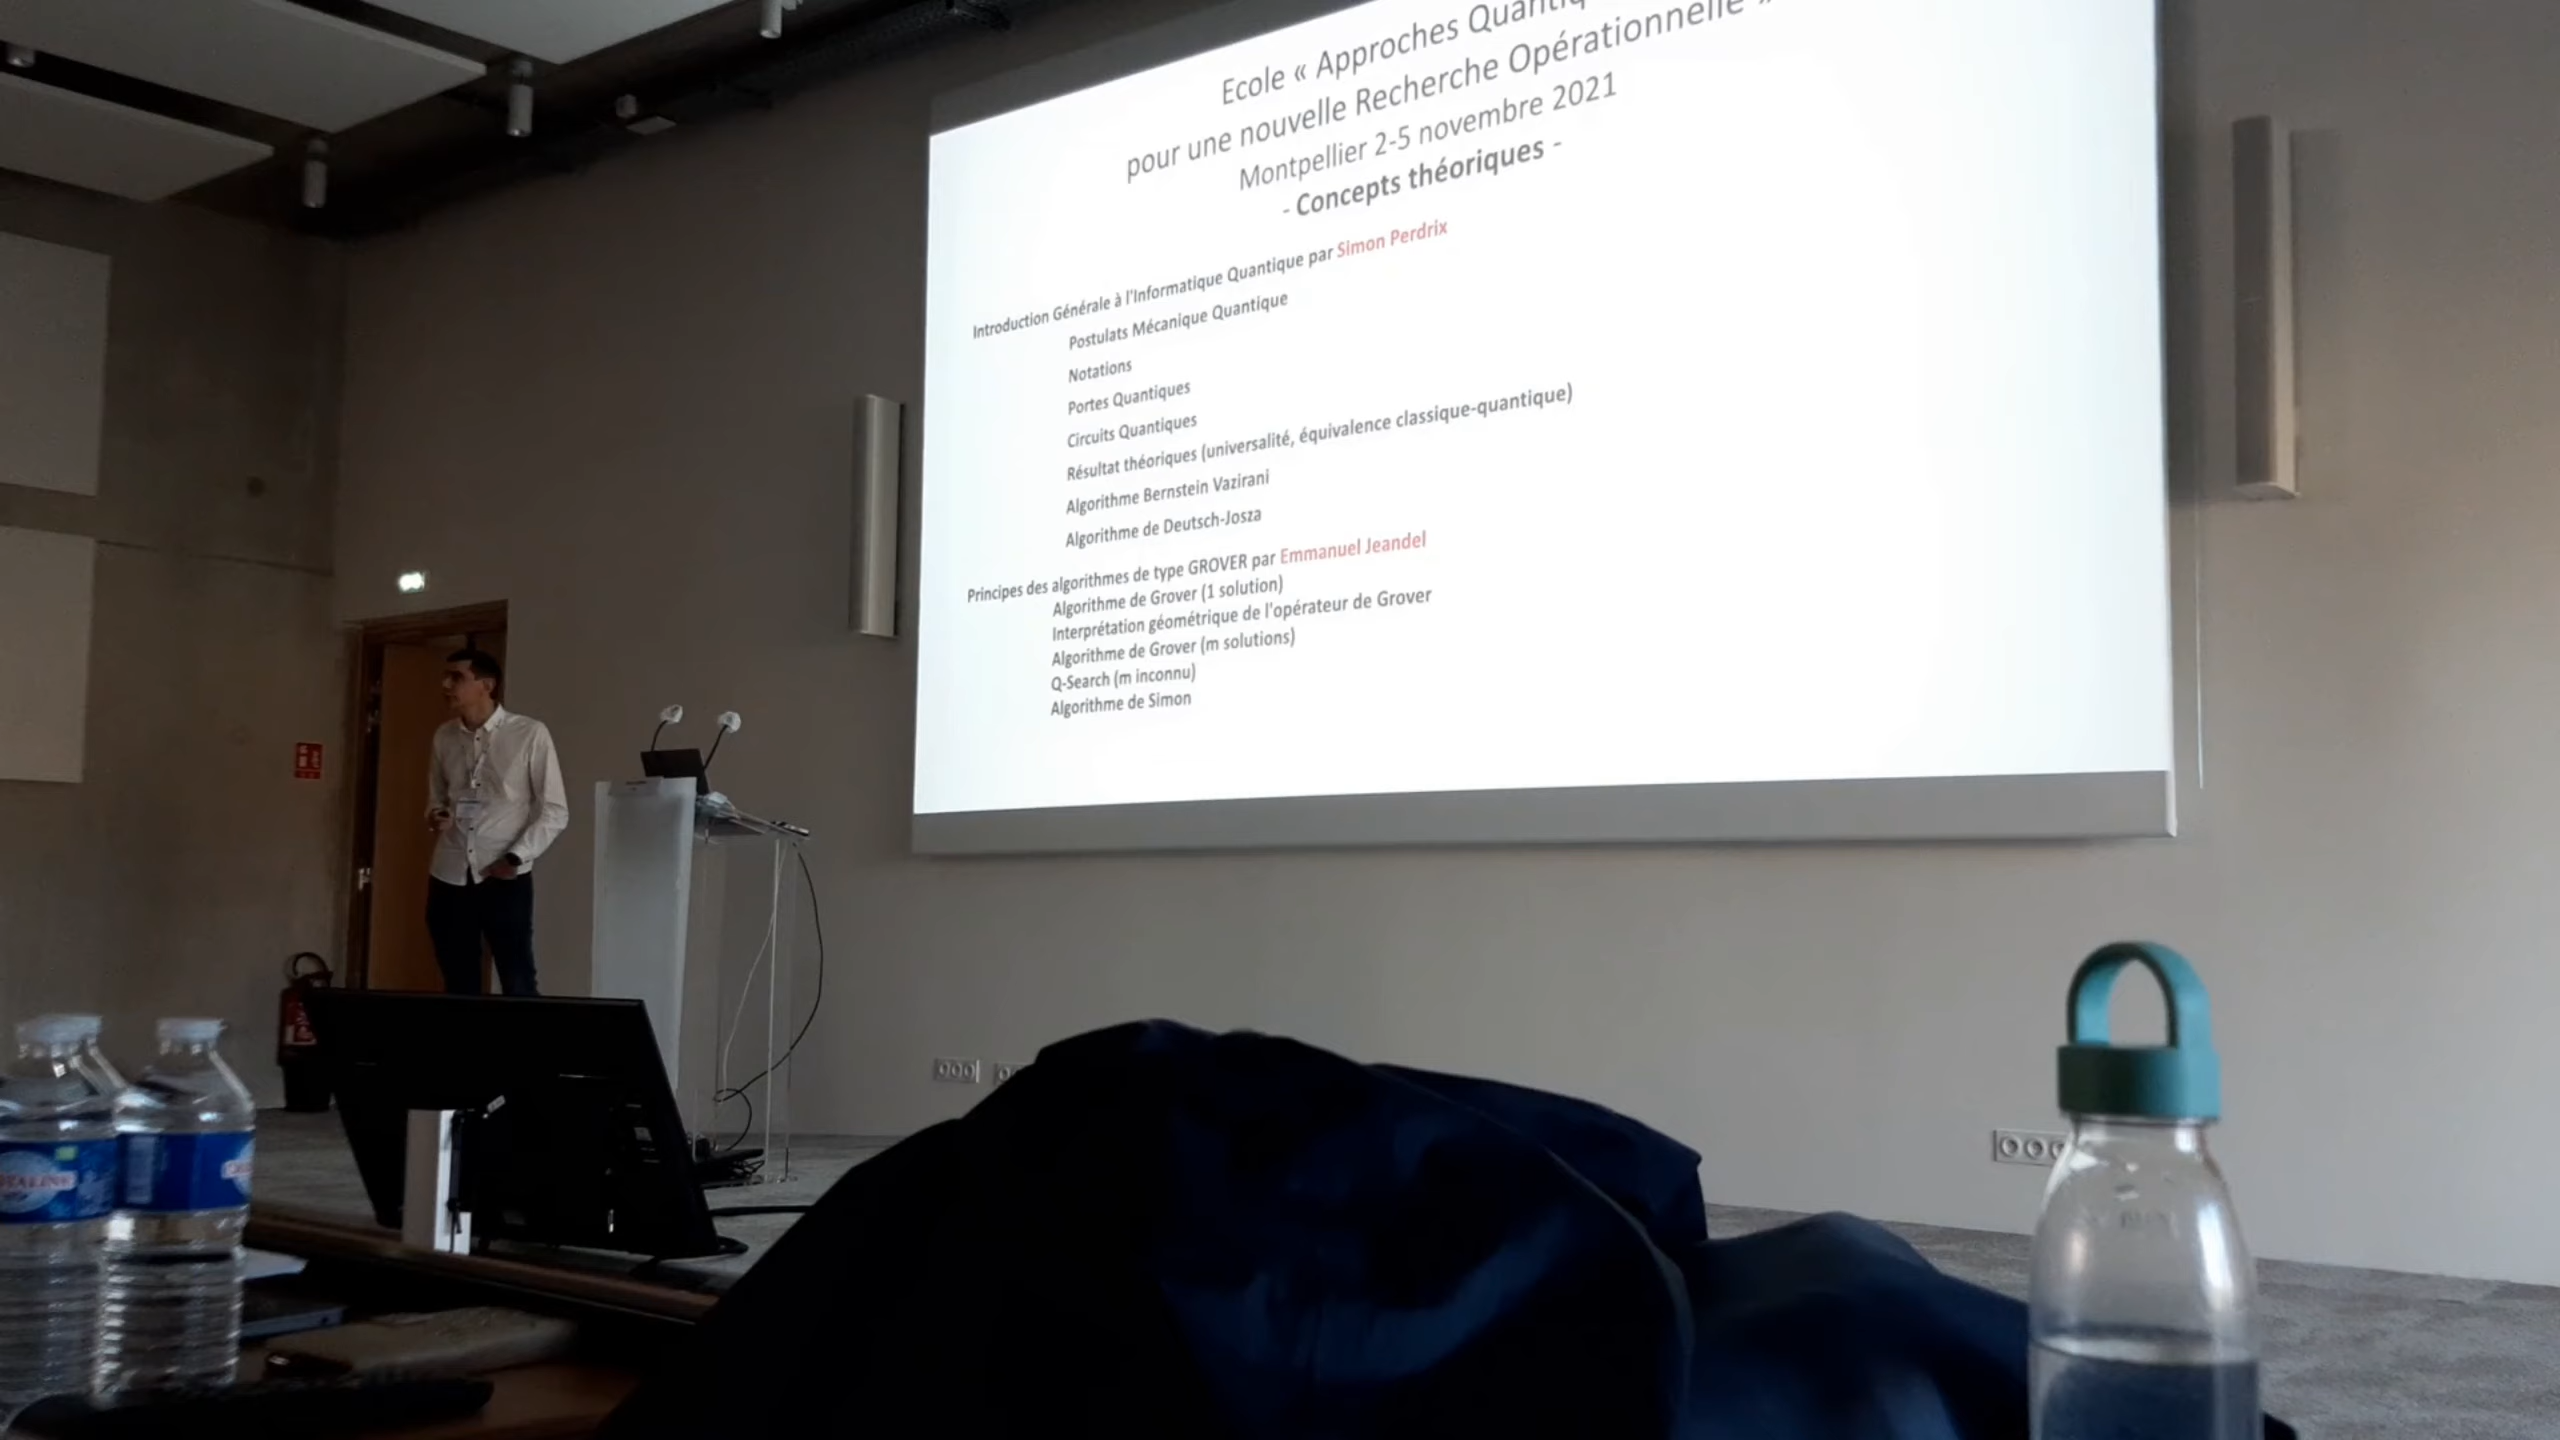 Ecole « Approches
pour une nouvelle Recherche Opérationnelle »
Montpellier 2-5 novembre 2021
- Concepts théoriques -
Introduction Générale à l'Informatique Quantique par Simon Perdrix
Postulats Mécanique Quantique
Notations
Portes Quantiques
Circuits Quantiques
Résultat théoriques (universalité, équivalence classique-quantique)
Algorithme Bernstein Vazirani
Algorithme de Deutsch-Josza
Principes des algorithmes de type GROVER par Emmanuel Jeandel
Algorithme de Grover (1 solution)
Interprétation géométrique de l'opérateur de Grover
Algorithme de Grover (m solutions)
Q-Search (m inconnu)
Algorithme de Simon